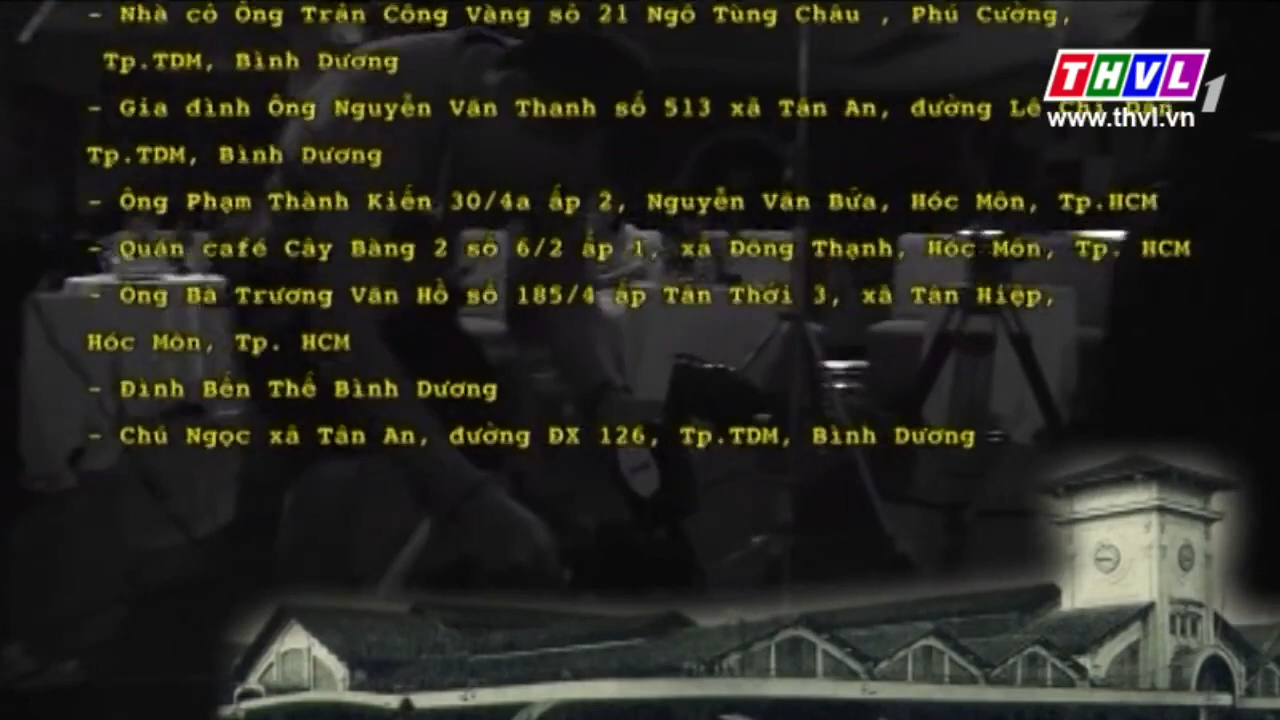 - Nhà cỏ Ông Trần Công Vàng số 21 Ngô Tùng Châu , Phú Cường,
Tp.TDM, Bình Dương
- Gia đình Ông Nguyễn Văn Thanh số 513 xã Tân An, đường Lê Chí Dân
Tp.TDM, Bình Dương
- Ông Phạm Thành Kiến 30/4a ấp 2, Nguyễn Văn Bứa, Hóc Môn, Tp.HCM
- Quán café Cây Bàng 2 số 6/2 ấp 1, xã Đông Thạnh, Hóc Môn, Tp. HCM
- Ông Bà Trương Văn Hồ số 185/4 ấp Tân Thới 3, xã Tân Hiệp,
Hóc Môn, Tp. HCM
- Đình Bến Thế Bình Dương
- Chú Ngọc xã Tân An, đường ĐX 126, Tp.TDM, Bình Dương
THVL1
www.thvl.vn